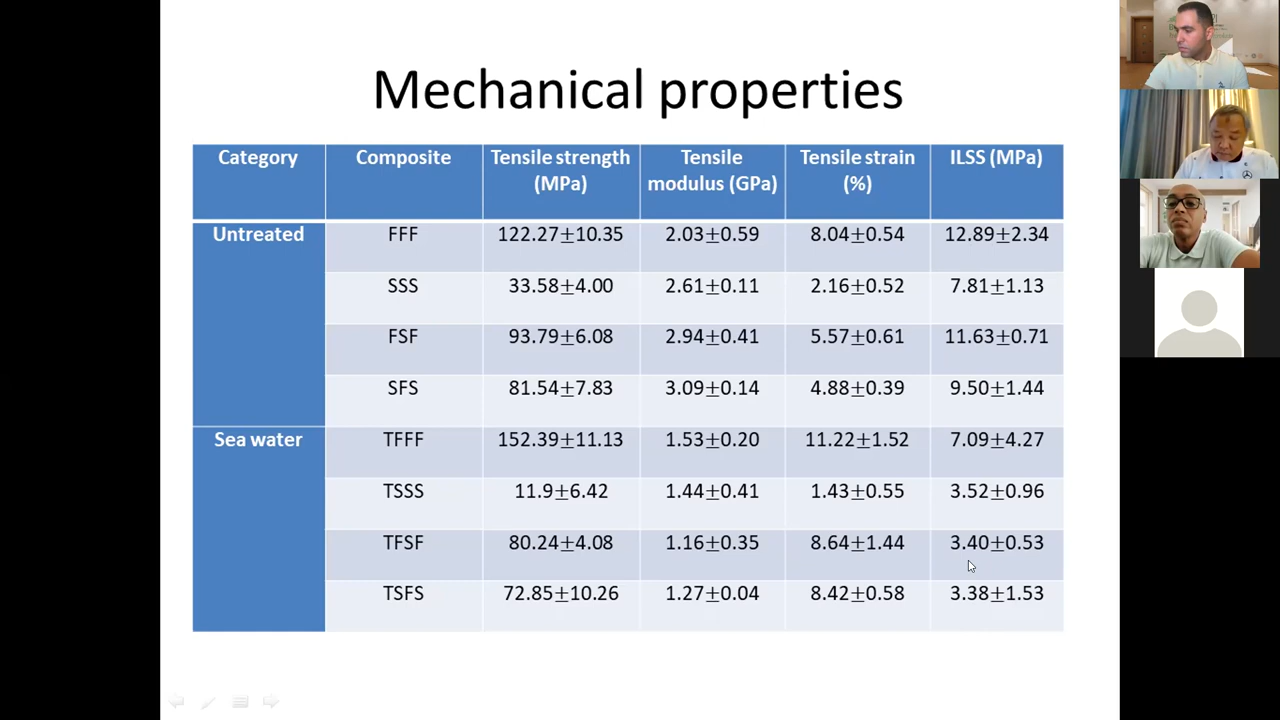 Mechanical properties
Category Composite Tensile strength (MPa) Tensile modulus (GPa) Tensile strain (%) ILSS (MPa)
Untreated FFF 122.27±10.35 2.03±0.59 8.04±0.54 12.89±2.34
SSS 33.58±4.00 2.61±0.11 2.16±0.52 7.81±1.13
FSF 93.79±6.08 2.94±0.41 5.57±0.61 11.63±0.71
SFS 81.54±7.83 3.09±0.14 4.88±0.39 9.50±1.44
Sea water TFFF 152.39±11.13 1.53±0.20 11.22±1.52 7.09±4.27
TSSS 11.9±6.42 1.44±0.41 1.43±0.55 3.52±0.96
TFSF 80.24±4.08 1.16±0.35 8.64±1.44 3.40±0.53
TSFS 72.85±10.26 1.27±0.04 8.42±0.58 3.38±1.53